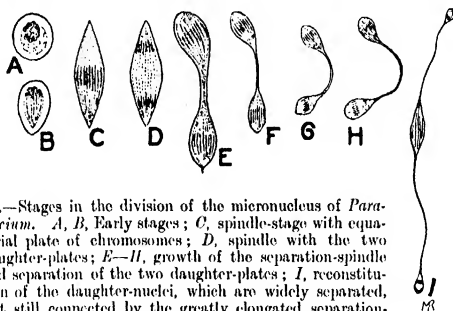 A
B
C
D
E
F
G
H
I
.—Stages in the division of the micronucleus of Para-
cium. A, B, Early stages ; C, spindle-stage with equa-
ial plate of chromosomes ; D, spindle with the two
ughter-plates ; E—H, growth of the separation-spindle
d separation of the two daughter-plates ; I, reconstitu-
n of the daughter-nuclei, which are widely separated,
t still connected by the greatly elongated separation-